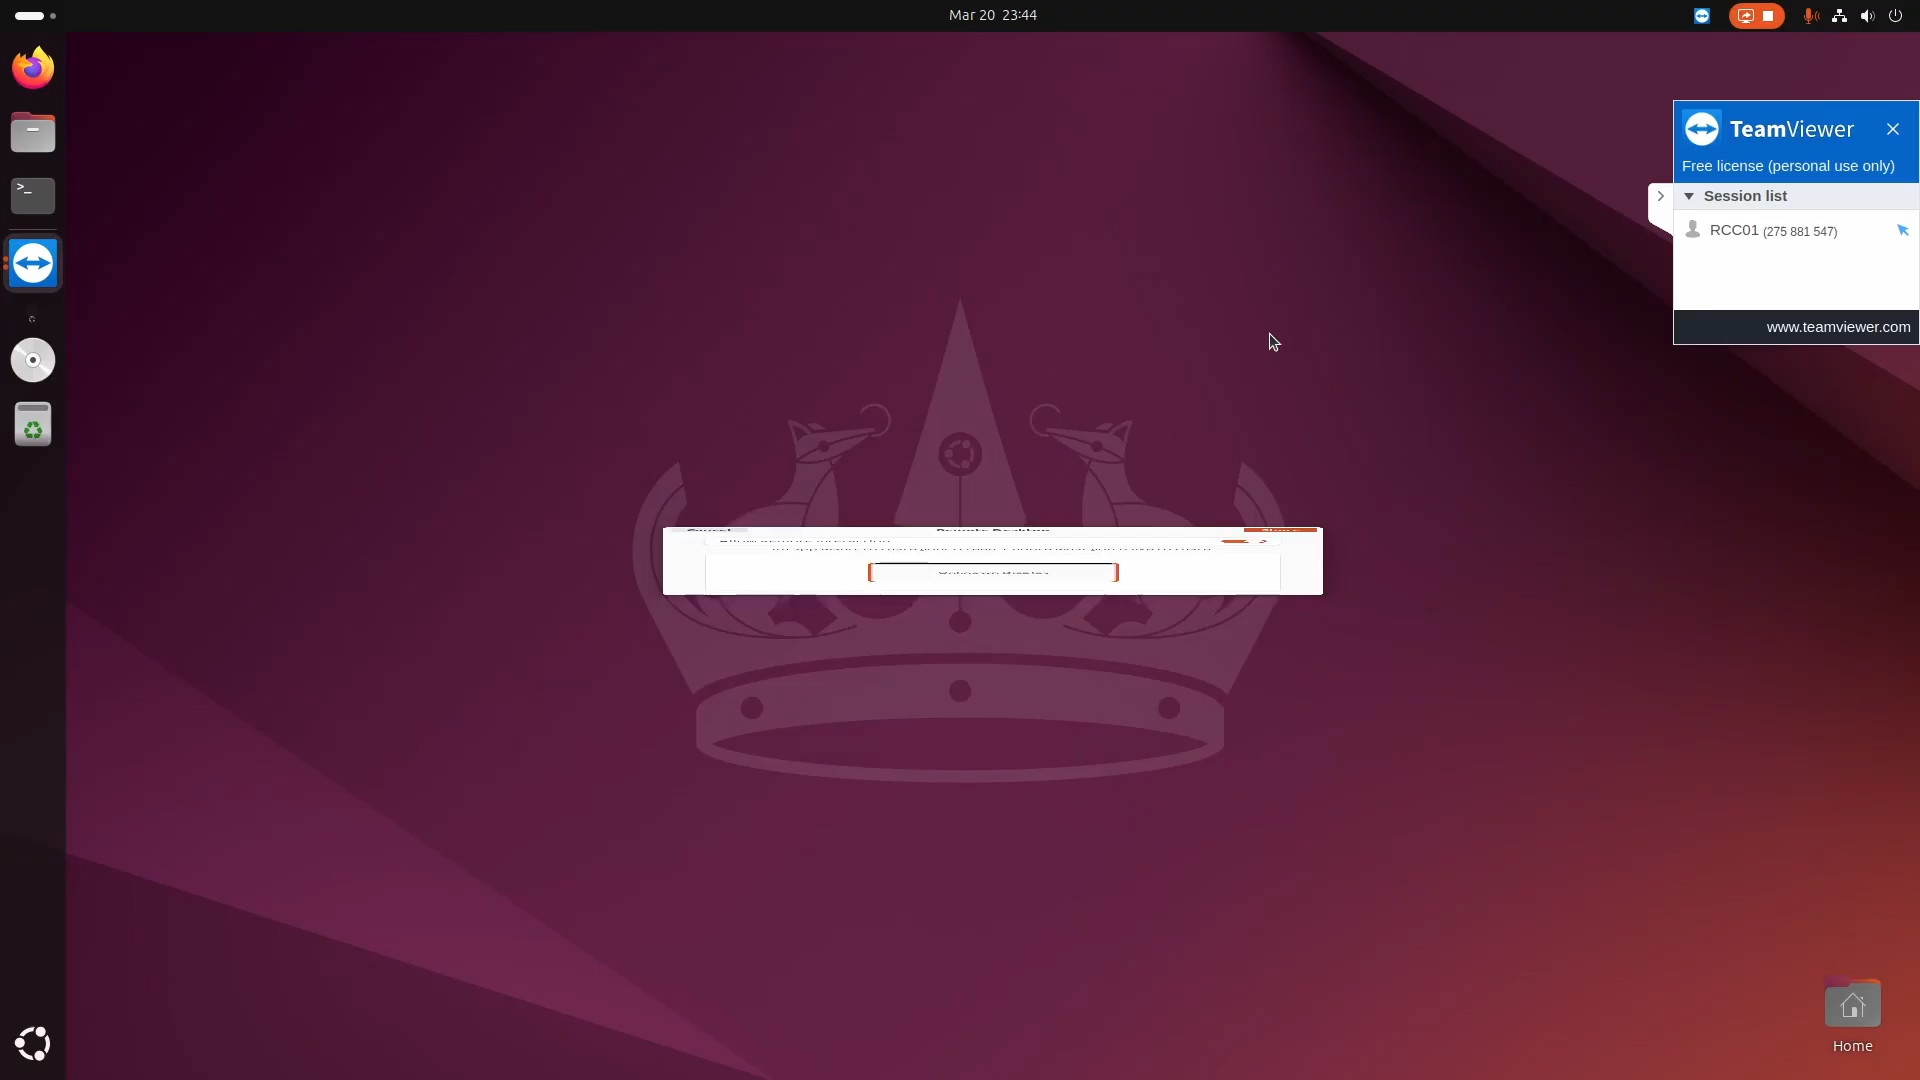 Mar 20 23:44
TeamViewer
Free license (personal use only)
Session list
RCC01 (275 881 547)
www.teamviewer.com
>_
Home